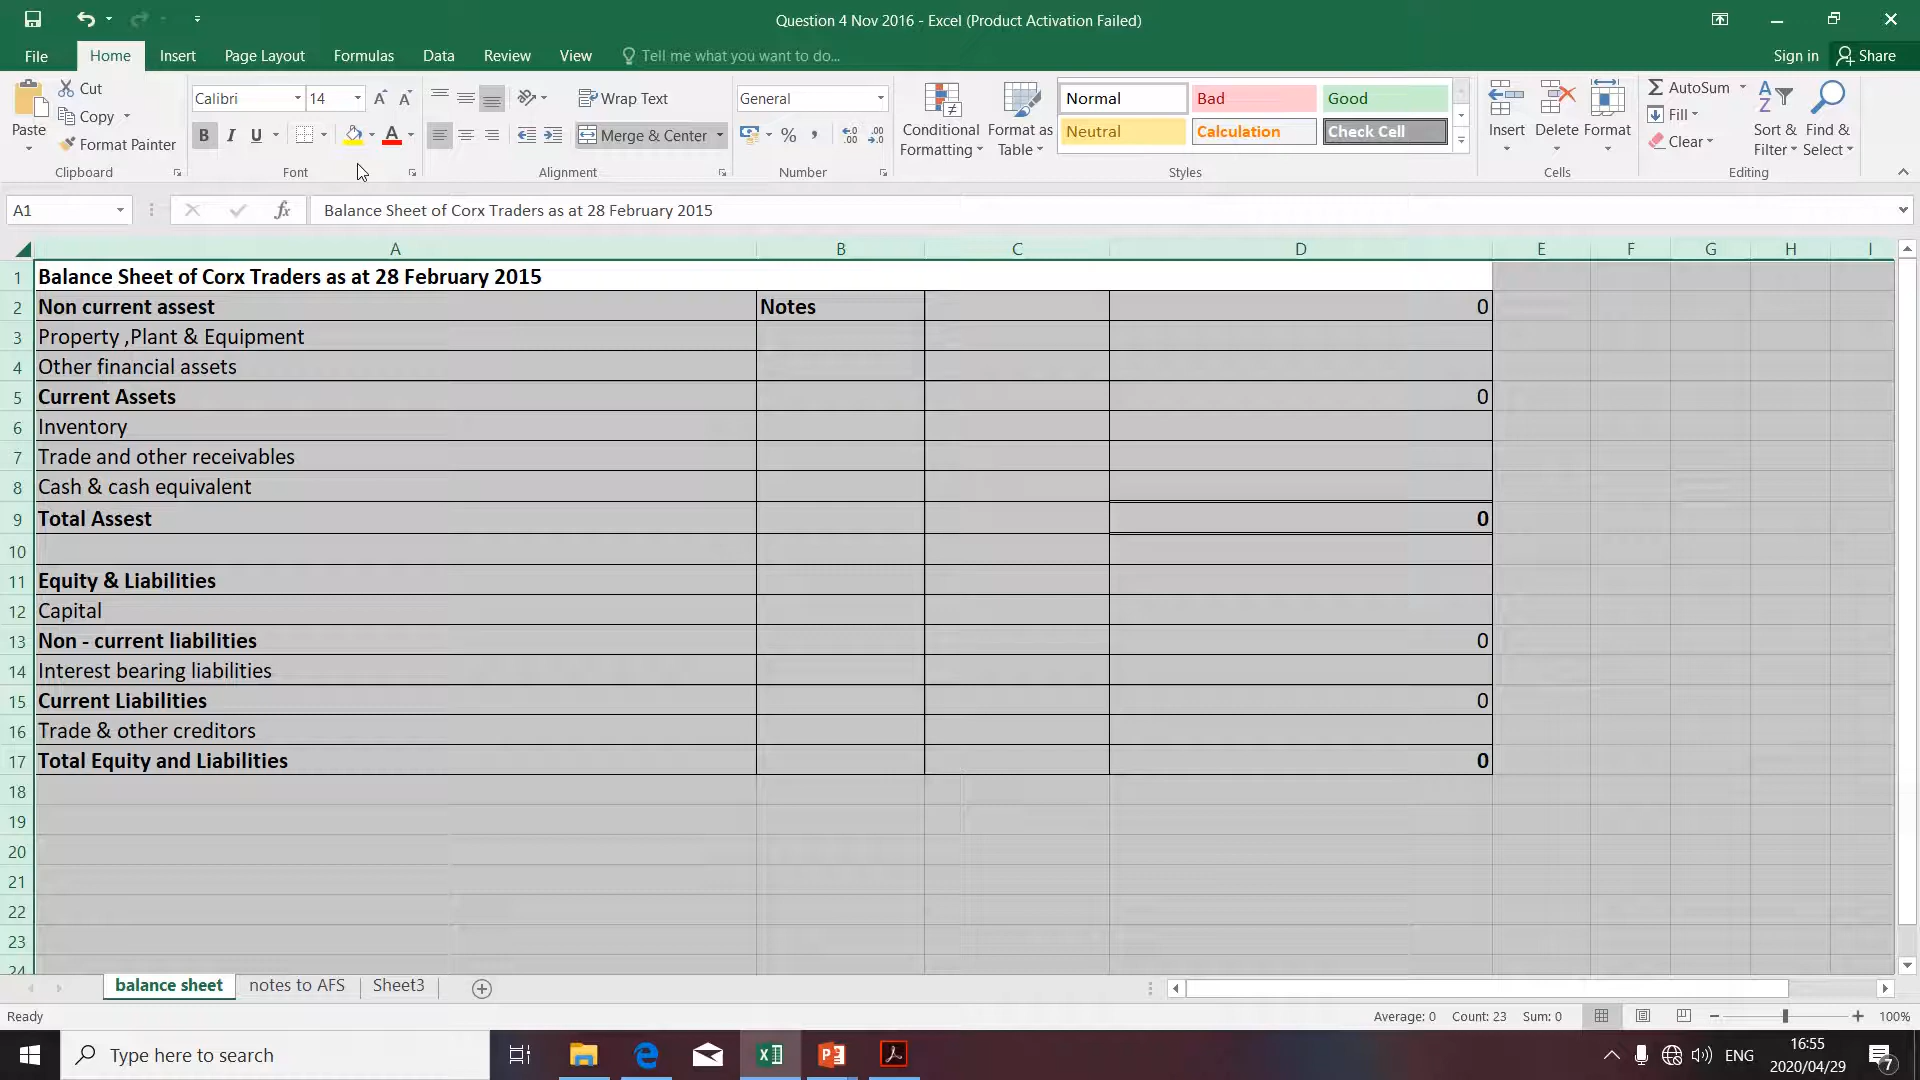 Question 4 Nov 2016 - Excel (Product Activation Failed)
File Home Insert Page Layout Formulas Data Review View Tell me what you want to do... Sign in Share
Paste
Cut
Copy
Format Painter
Clipboard
Calibri 14
B I U A
Font
Wrap Text
Merge & Center
Alignment
General
%
Number
Conditional Formatting
Format as Table
Normal Bad Good
Neutral Calculation Check Cell
Styles
Insert Delete Format
Cells
AutoSum
Fill
Clear
Sort & Filter
Find & Select
Editing
A1 fx Balance Sheet of Corx Traders as at 28 February 2015
A B C D E F G H I
1 Balance Sheet of Corx Traders as at 28 February 2015
2 Non current assest Notes 0
3 Property ,Plant & Equipment
4 Other financial assets
5 Current Assets 0
6 Inventory
7 Trade and other receivables
8 Cash & cash equivalent
9 Total Assest 0
10
11 Equity & Liabilities
12 Capital
13 Non - current liabilities 0
14 Interest bearing liabilities
15 Current Liabilities 0
16 Trade & other creditors
17 Total Equity and Liabilities 0
18
19
20
21
22
23
24
balance sheet notes to AFS Sheet3
Ready Average: 0 Count: 23 Sum: 0 100%
Type here to search ENG 16:55
2020/04/29 7